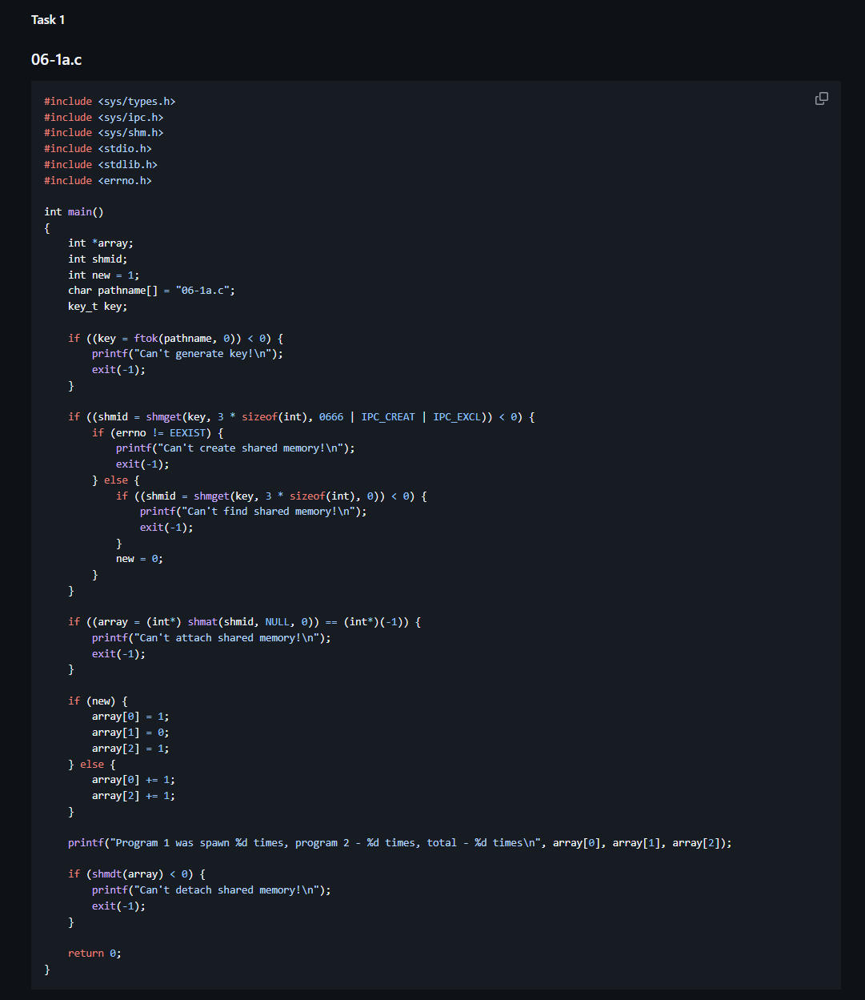 Task 1
06-1a.c
#include <sys/types.h>
#include <sys/ipc.h>
#include <sys/shm.h>
#include <stdio.h>
#include <stdlib.h>
#include <errno.h>

int main()
{
    int *array;
    int shmid;
    int new = 1;
    char pathname[] = "06-1a.c";
    key_t key;

    if ((key = ftok(pathname, 0)) < 0) {
        printf("Can't generate key!\n");
        exit(-1);
    }

    if ((shmid = shmget(key, 3 * sizeof(int), 0666 | IPC_CREAT | IPC_EXCL)) < 0) {
        if (errno != EEXIST) {
            printf("Can't create shared memory!\n");
            exit(-1);
        } else {
            if ((shmid = shmget(key, 3 * sizeof(int), 0)) < 0) {
                printf("Can't find shared memory!\n");
                exit(-1);
            }
            new = 0;
        }
    }

    if ((array = (int*) shmat(shmid, NULL, 0)) == (int*)(-1)) {
        printf("Can't attach shared memory!\n");
        exit(-1);
    }

    if (new) {
        array[0] = 1;
        array[1] = 0;
        array[2] = 1;
    } else {
        array[0] += 1;
        array[2] += 1;
    }

    printf("Program 1 was spawn %d times, program 2 - %d times, total - %d times\n", array[0], array[1], array[2]);

    if (shmdt(array) < 0) {
        printf("Can't detach shared memory!\n");
        exit(-1);
    }

    return 0;
}